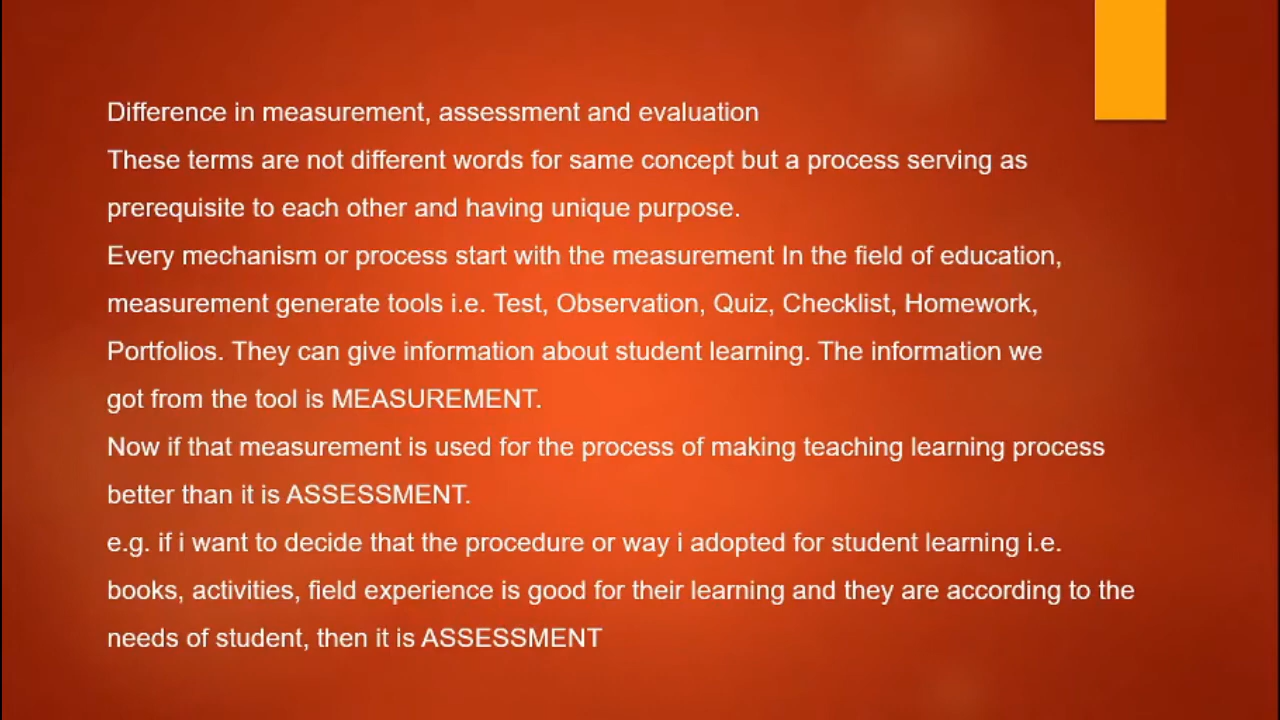 Difference in measurement, assessment and evaluation
These terms are not different words for same concept but a process serving as
prerequisite to each other and having unique purpose.
Every mechanism or process start with the measurement In the field of education,
measurement generate tools i.e. Test, Observation, Quiz, Checklist, Homework,
Portfolios. They can give information about student learning. The information we
got from the tool is MEASUREMENT.
Now if that measurement is used for the process of making teaching learning process
better than it is ASSESSMENT.
e.g. if i want to decide that the procedure or way i adopted for student learning i.e.
books, activities, field experience is good for their learning and they are according to the
needs of student, then it is ASSESSMENT